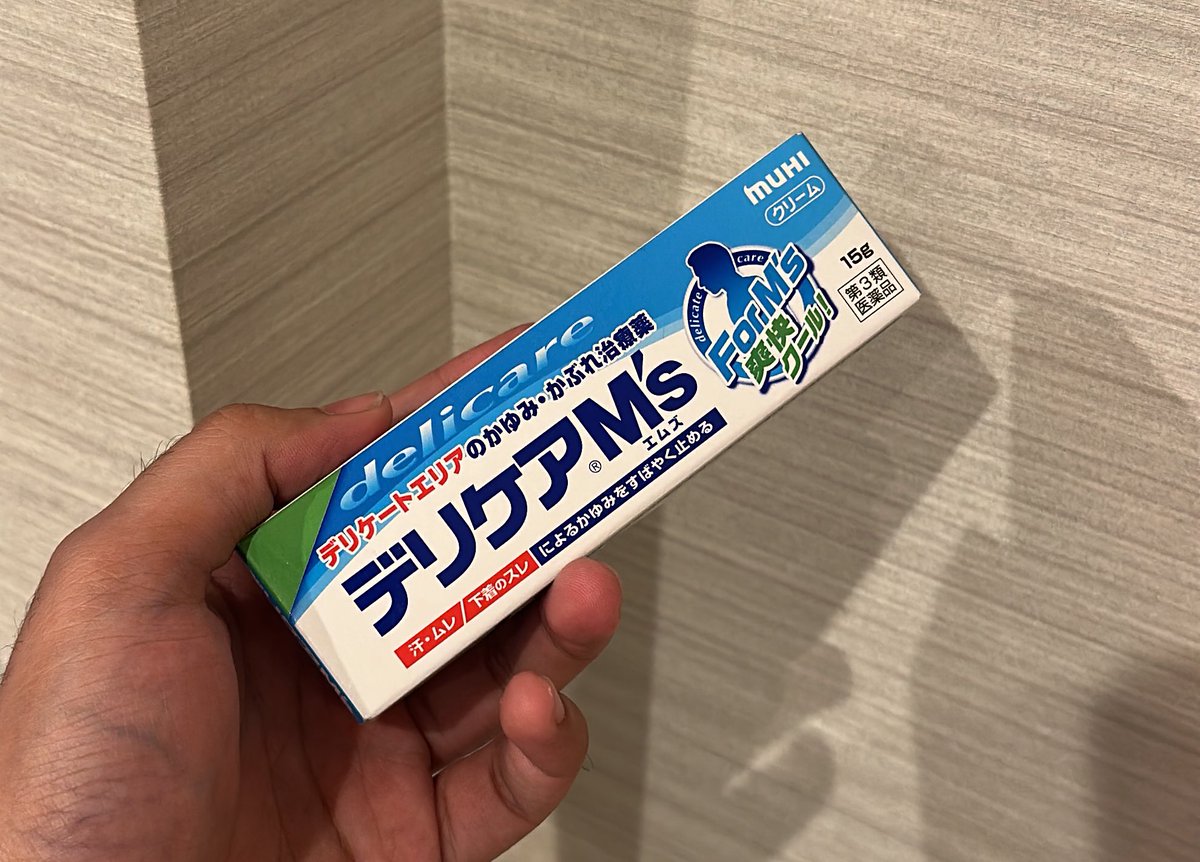 muHI
クリーム
15g
第3類
医薬品
delicate care
For M's
爽快
クール!
delicare
デリケートエリアのかゆみ・かぶれ治療薬
デリケア®M's
エムズ
汗・ムレ/下着のスレによるかゆみをすばやく止める